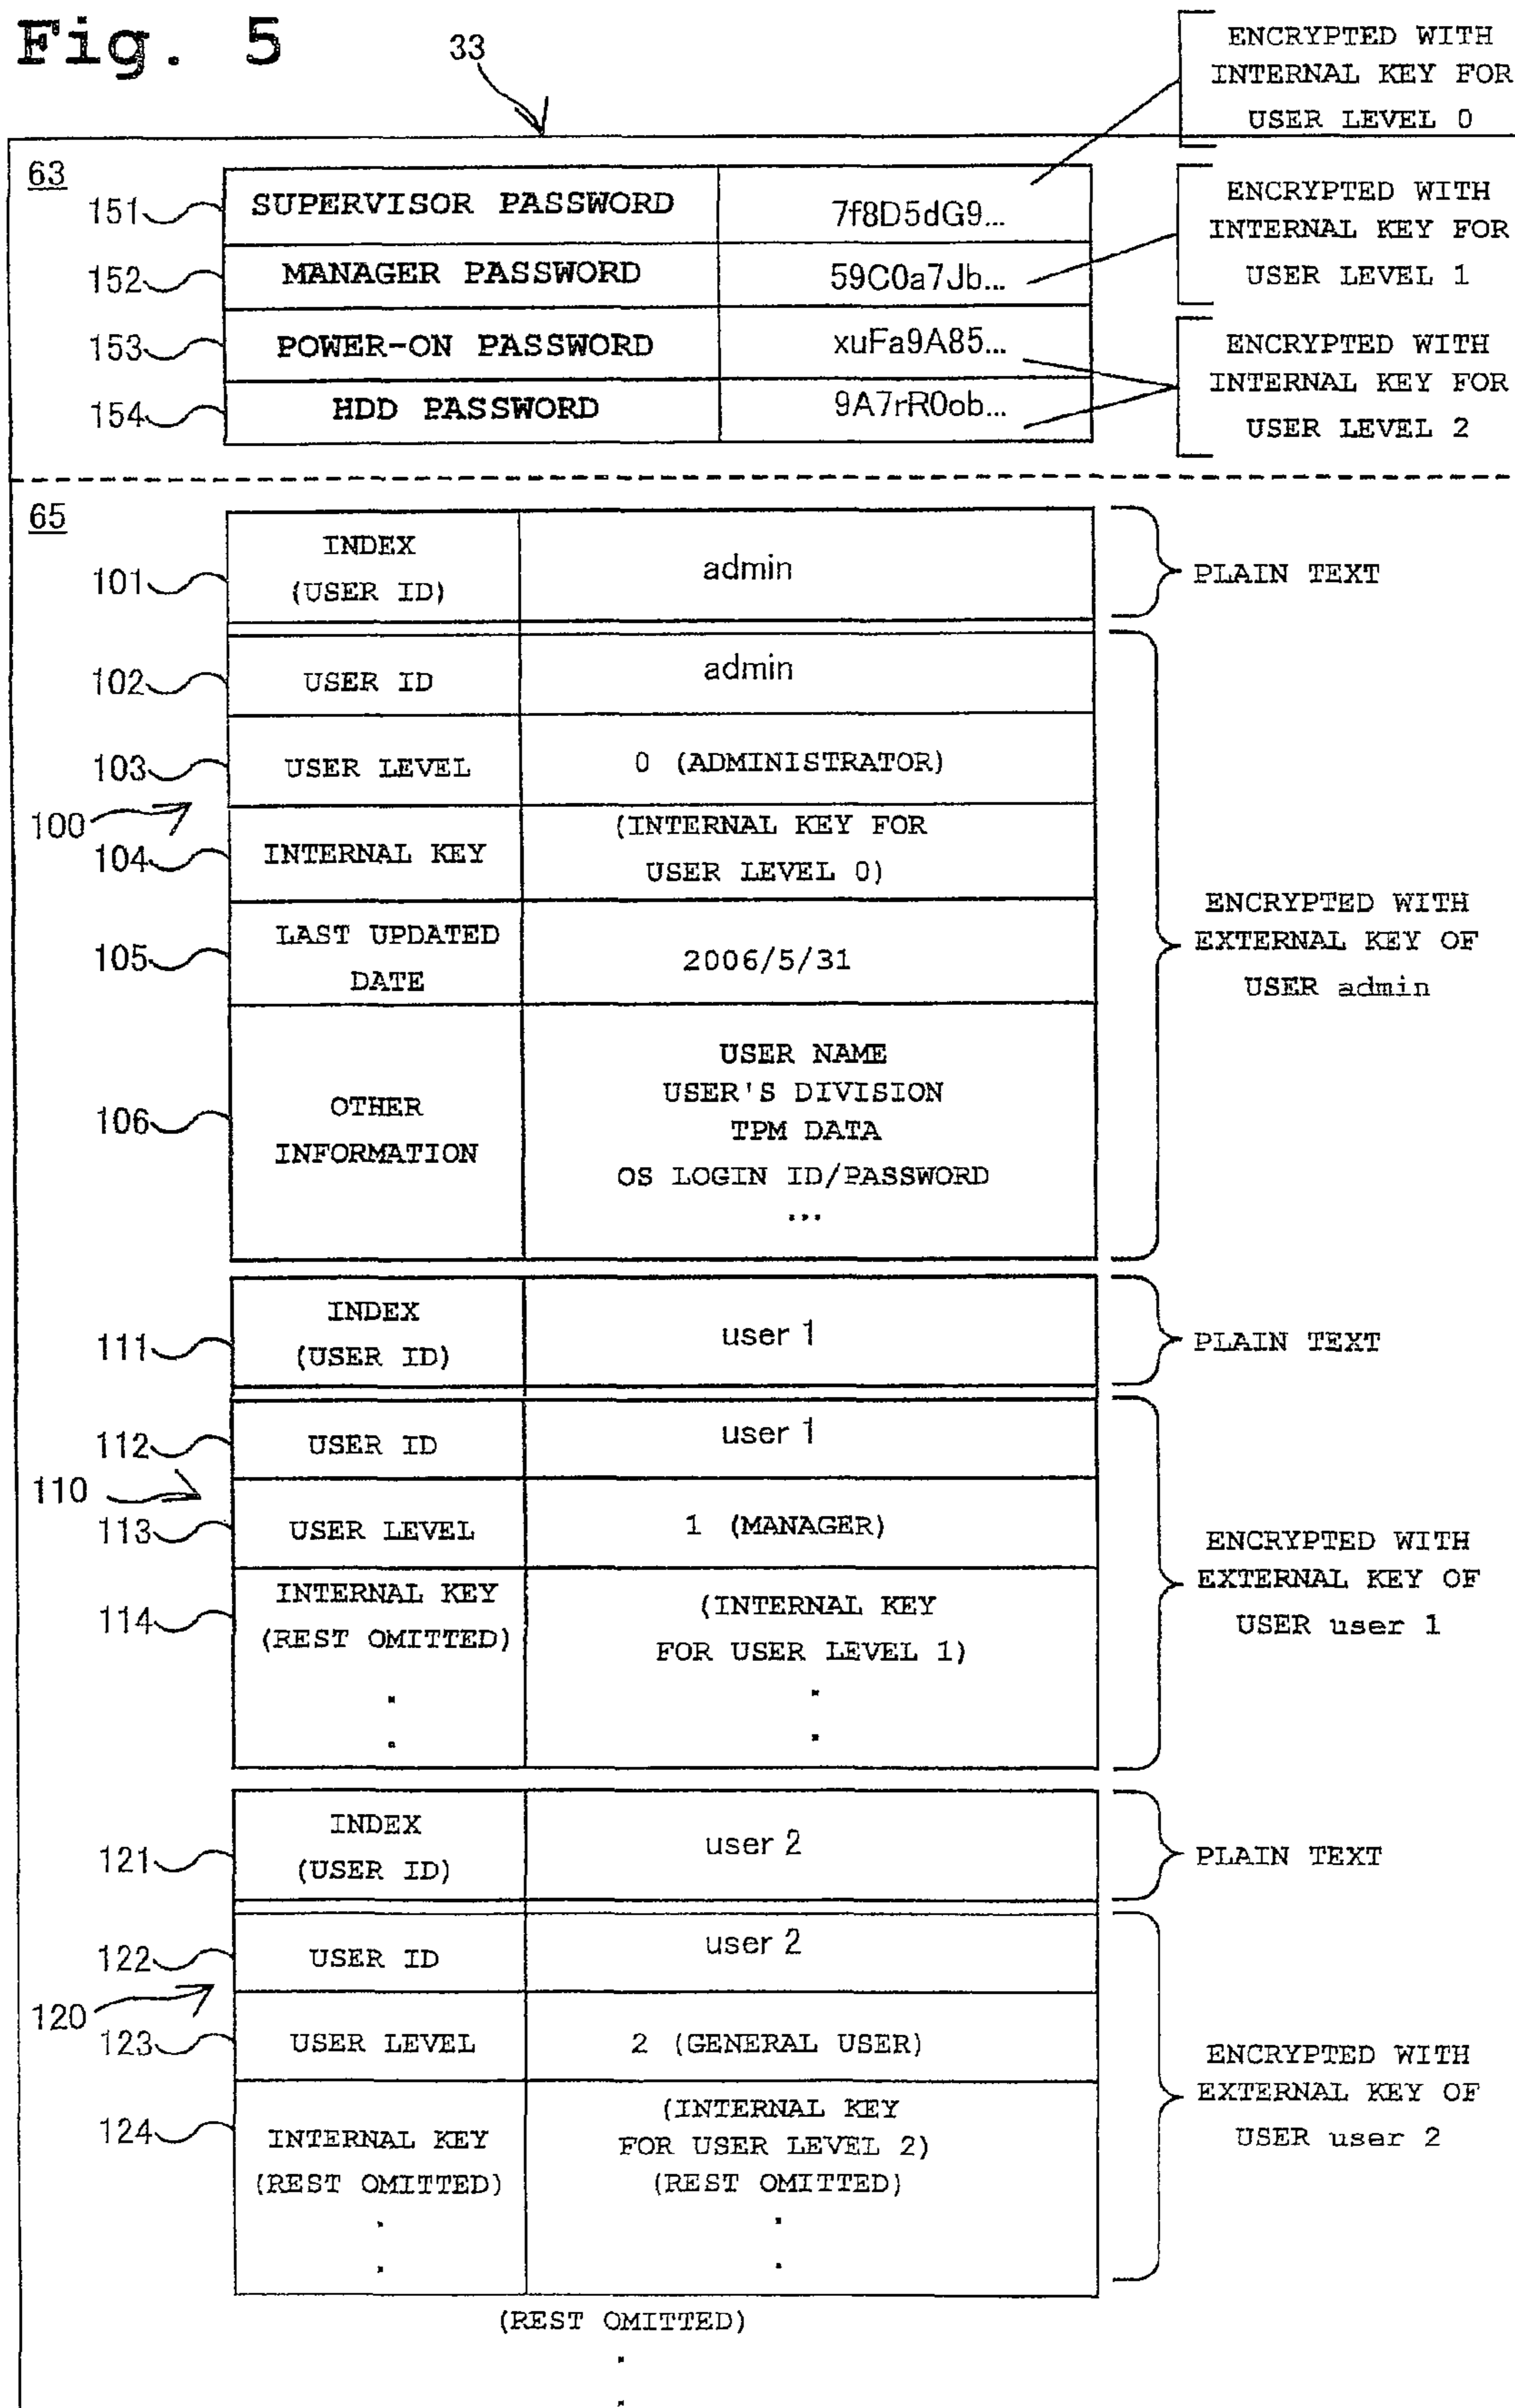 Fig. 5
33
ENCRYPTED WITH
INTERNAL KEY FOR
USER LEVEL 0
63
151
SUPERVISOR PASSWORD
7f8D5dG9...
ENCRYPTED WITH
INTERNAL KEY FOR
USER LEVEL 1
152
MANAGER PASSWORD
59C0a7Jb...
153
POWER-ON PASSWORD
xuFa9A85...
ENCRYPTED WITH
INTERNAL KEY FOR
USER LEVEL 2
154
HDD PASSWORD
9A7rR0ob...
65
101
INDEX
(USER ID)
admin
PLAIN TEXT
102
USER ID
admin
103
USER LEVEL
0 (ADMINISTRATOR)
100
104
INTERNAL KEY
(INTERNAL KEY FOR
USER LEVEL 0)
ENCRYPTED WITH
EXTERNAL KEY OF
USER admin
105
LAST UPDATED
DATE
2006/5/31
106
OTHER
INFORMATION
USER NAME
USER'S DIVISION
TPM DATA
OS LOGIN ID/PASSWORD
...
111
INDEX
(USER ID)
user 1
PLAIN TEXT
112
USER ID
user 1
110
113
USER LEVEL
1 (MANAGER)
ENCRYPTED WITH
EXTERNAL KEY OF
USER user 1
114
INTERNAL KEY
(REST OMITTED)
.
.
(INTERNAL KEY
FOR USER LEVEL 1)
.
.
121
INDEX
(USER ID)
user 2
PLAIN TEXT
122
USER ID
user 2
120
123
USER LEVEL
2 (GENERAL USER)
ENCRYPTED WITH
EXTERNAL KEY OF
USER user 2
124
INTERNAL KEY
(REST OMITTED)
.
.
(INTERNAL KEY
FOR USER LEVEL 2)
(REST OMITTED)
.
.
(REST OMITTED)
.
.